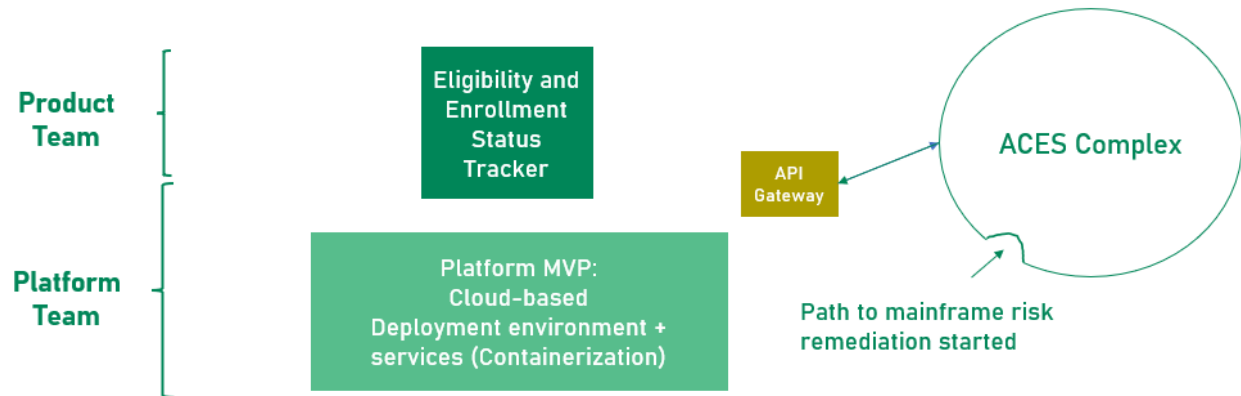 Product
Team
Eligibility and
Enrollment
Status
Tracker
API
Gateway
ACES Complex
Platform
Team
Platform MVP:
Cloud-based
Deployment environment +
services (Containerization)
Path to mainframe risk
remediation started